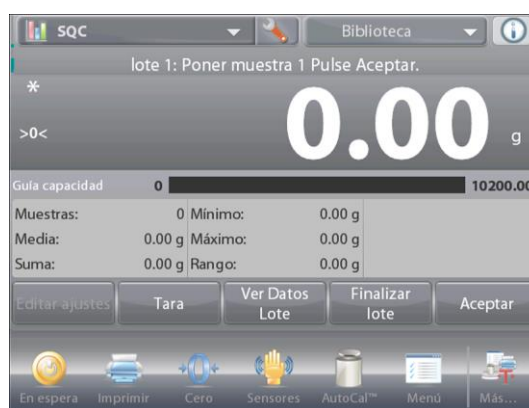 SQC Biblioteca
lote 1: Poner muestra 1 Pulse Aceptar.
*
>0< 0.00 g
Guía capacidad 0 10200.00
Muestras: 0 Mínimo: 0.00 g
Media: 0.00 g Máximo: 0.00 g
Suma: 0.00 g Rango: 0.00 g
Editar ajustes Tara Ver Datos Lote Finalizar lote Aceptar
En espera Imprimir Cero Sensores AutoCal™ Menú Más...